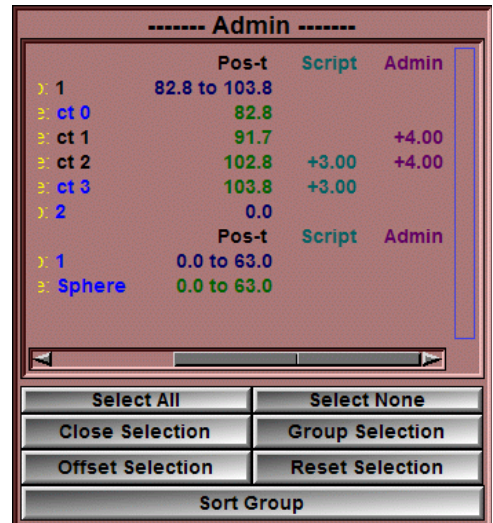 ------- Admin -------
Pos-t Script Admin
: 1 82.8 to 103.8
: ct 0 82.8
: ct 1 91.7 +4.00
: ct 2 102.8 +3.00 +4.00
: ct 3 103.8 +3.00
: 2 0.0
Pos-t Script Admin
: 1 0.0 to 63.0
: Sphere 0.0 to 63.0
Select All Select None
Close Selection Group Selection
Offset Selection Reset Selection
Sort Group